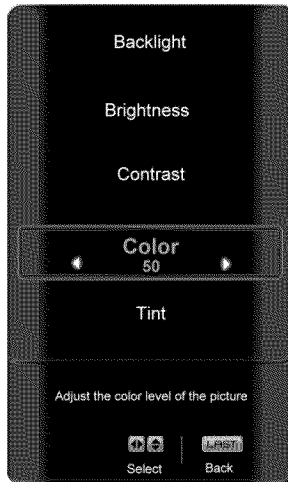 Backlight
Brightness
Contrast
Color
50
Tint
Adjust the color level of the picture
LAST
Select Back